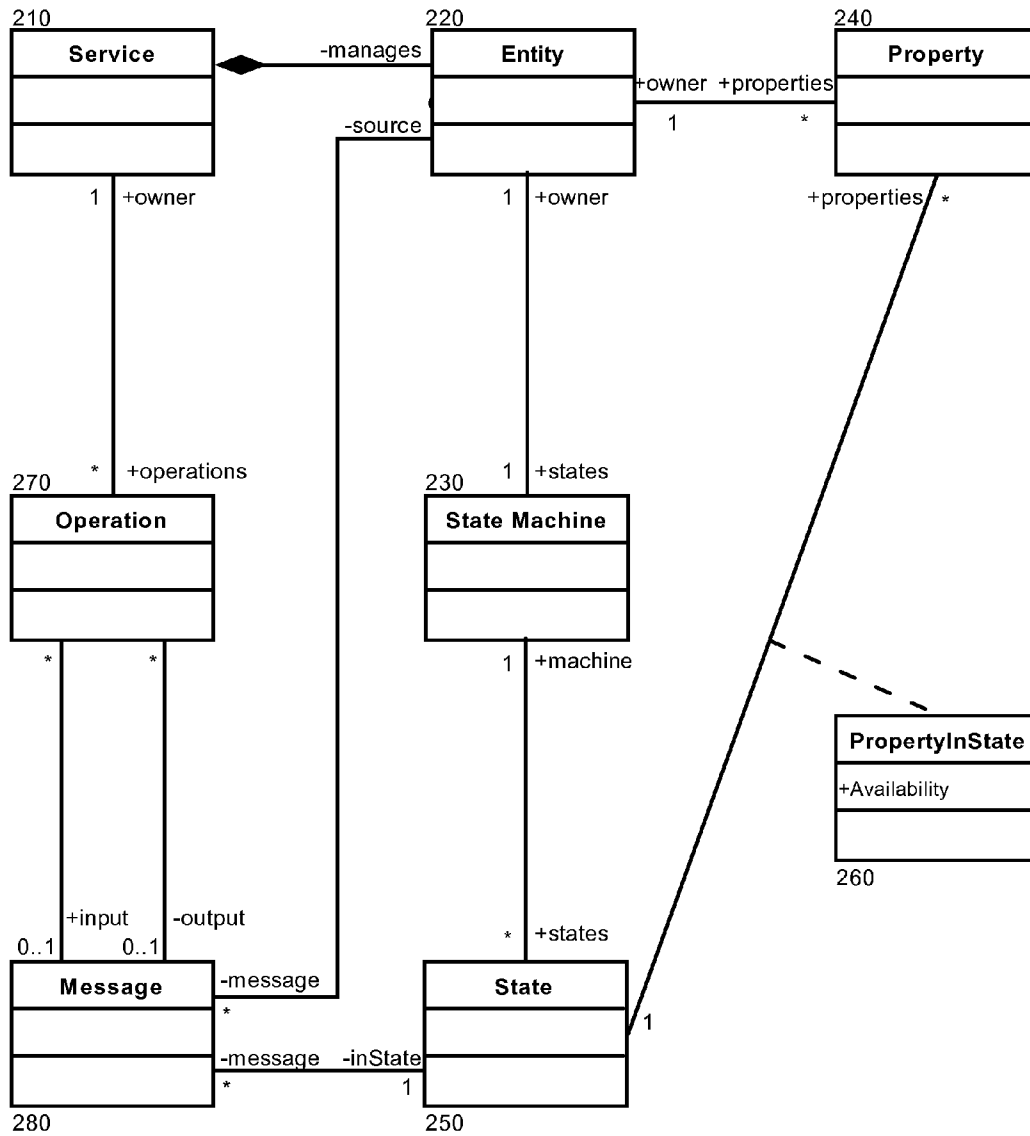 210
220
240
Service
-manages
Entity
Property
+owner
+properties
1
*
-source
1
+owner
1
+owner
+properties
*
*
+operations
1
+states
270
230
Operation
State Machine
*
*
1
+machine
PropertyInState
+Availability
260
+input
-output
0..1
0..1
*
+states
Message
-message
*
State
1
-message
-inState
*
1
280
250